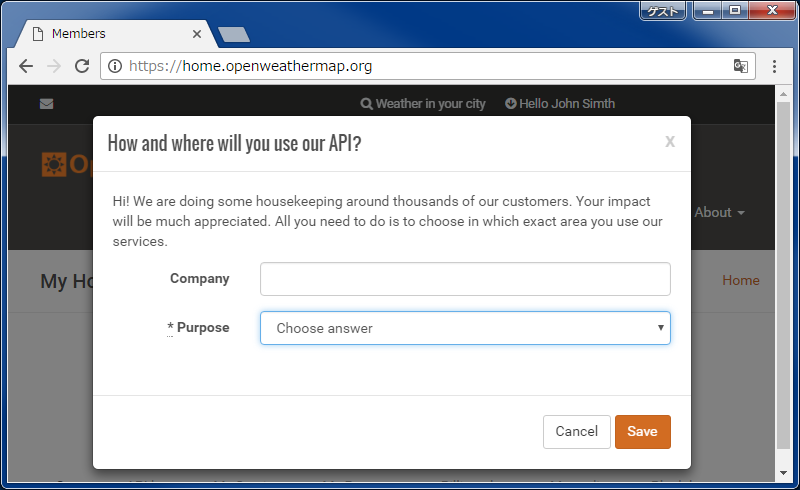 ゲスト
Members
https://home.openweathermap.org
Weather in your city Hello John Simth
How and where will you use our API?
x
Hi! We are doing some housekeeping around thousands of our customers. Your impact
will be much appreciated. All you need to do is to choose in which exact area you use our
services.
About
My Ho
Home
Company
* Purpose
Choose answer
Cancel
Save